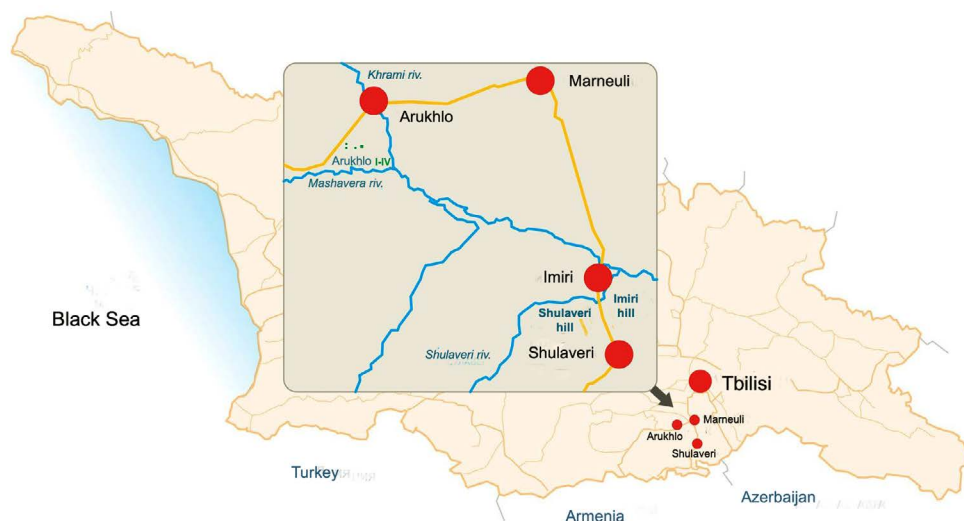 Khrami riv.
Marneuli
Arukhlo
Arukhlo I-IV
Mashavera riv.
Imiri
Shulaveri
hill
Imiri
hill
Shulaveri riv.
Shulaveri
Black Sea
Tbilisi
Marneuli
Arukhlo
Shulaveri
Turkey
Azerbaijan
Armenia